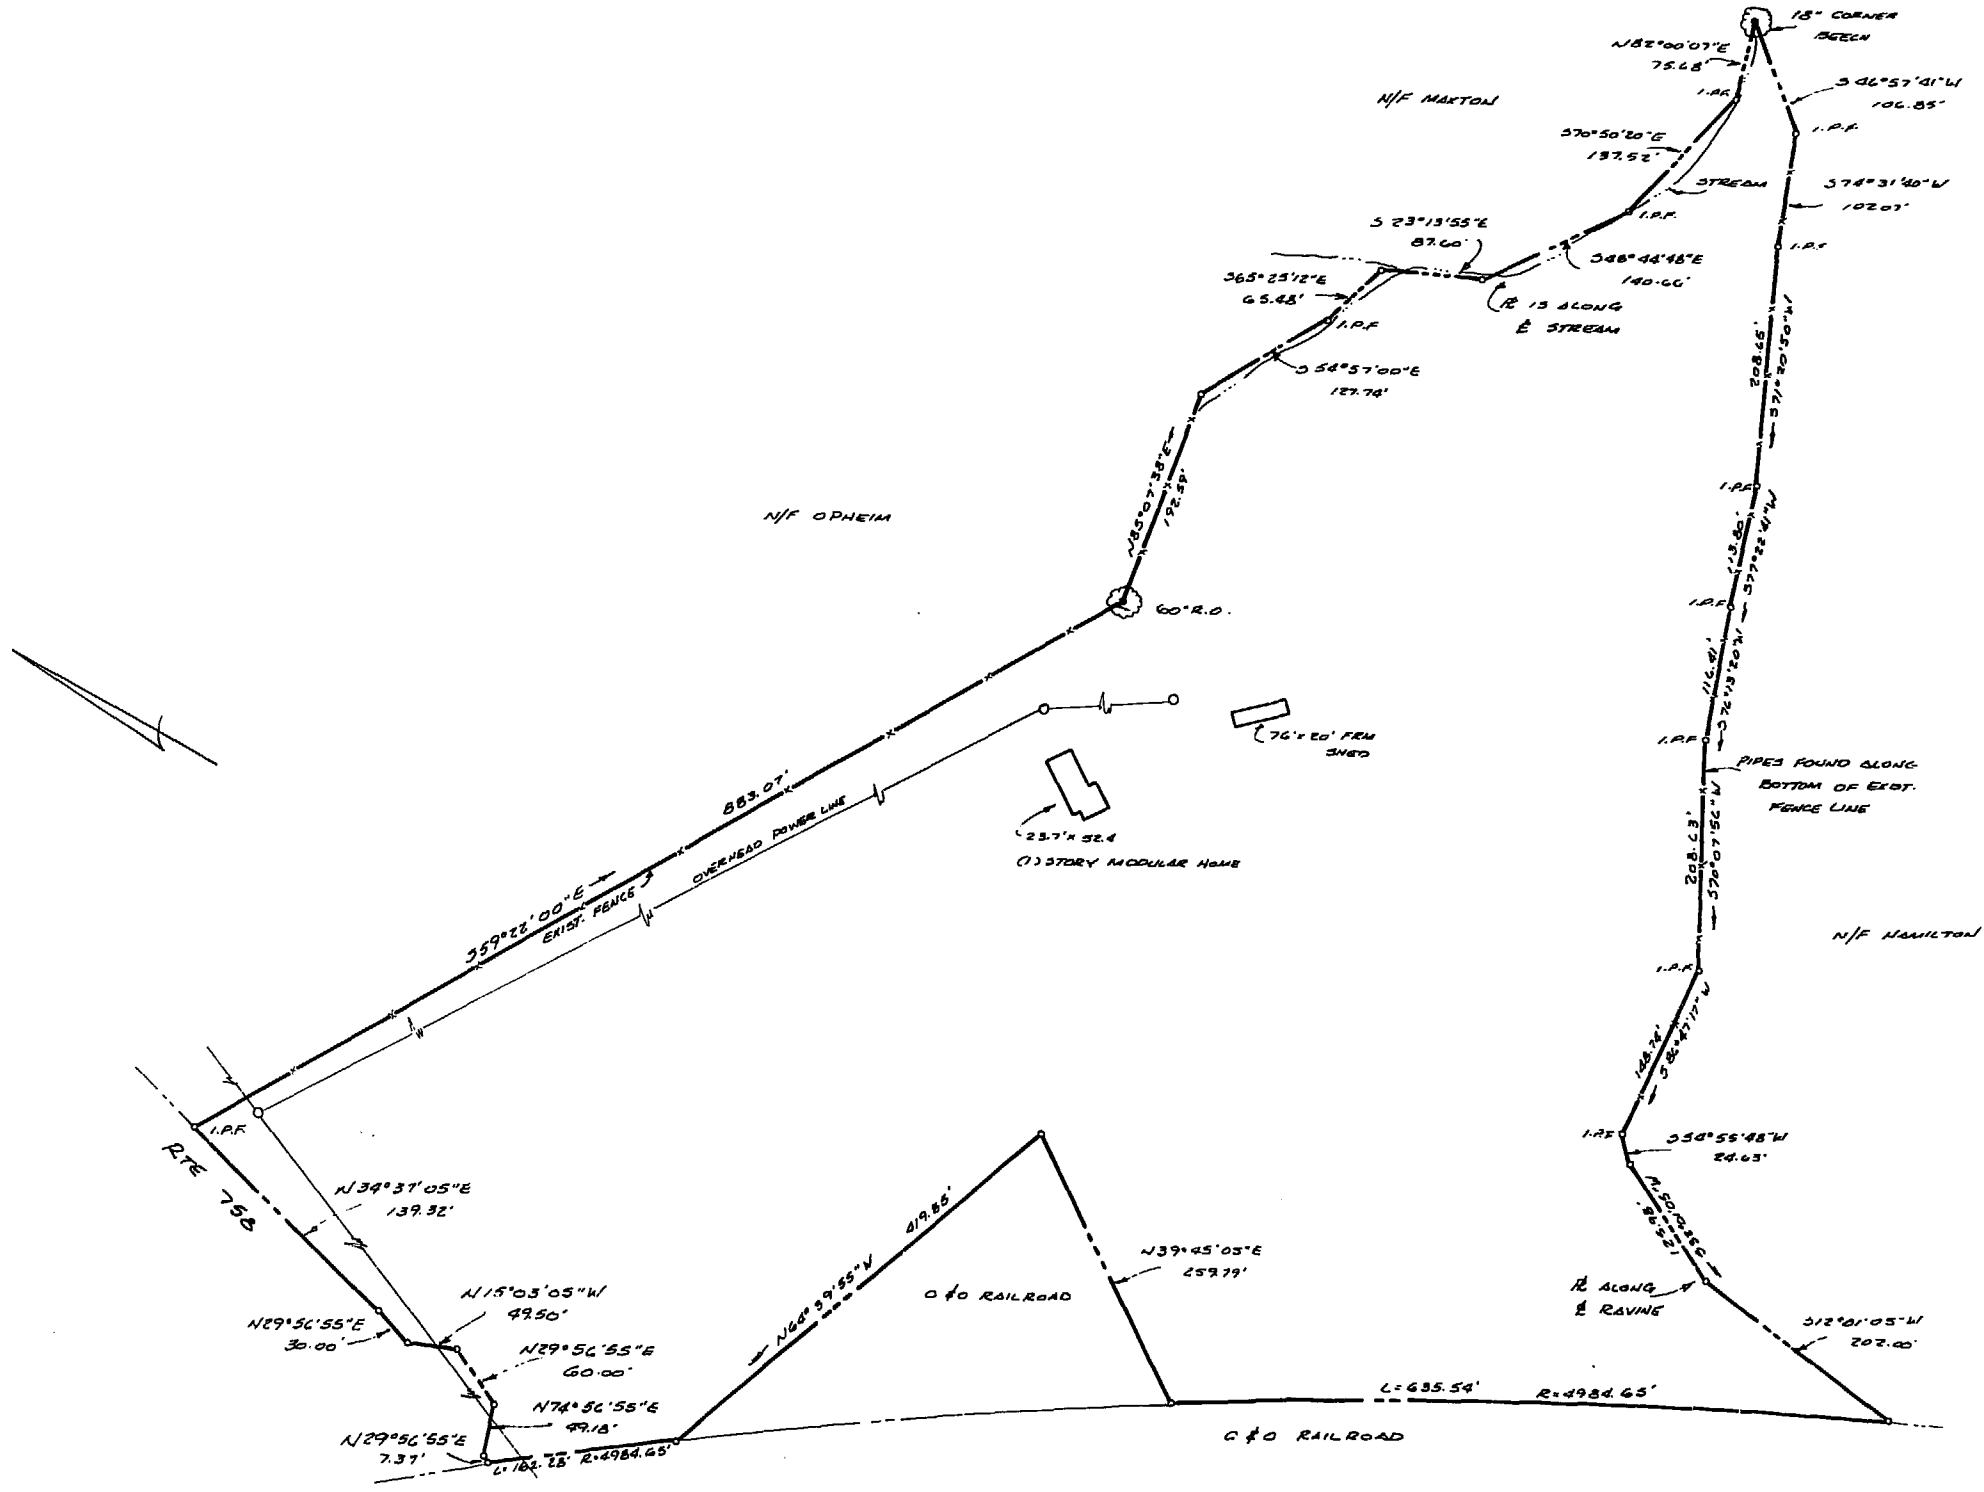 18" CORNER
BEECH
N82°00'07"E
75.68'
S 46°57'41"W
106.85'
N/F MAXTON
I.P.F.
I.P.F.
S70°50'20"E
137.52'
STREAM
S74°31'40"W
102.07'
I.P.F.
I.P.F.
S 23°13'55"E
87.60'
S48°44'48"E
140.66'
S65°25'12"E
65.48'
℄ IS ALONG
℄ STREAM
I.P.F
S 54°57'00"E
127.74'
208.65'
S71°20'50"W
N85°07'38"E
192.59'
I.P.F
N/F OPHEIM
113.80'
S77°22'41"W
60" R.O.
I.P.F
116.41'
S76°13'20"W
76'x20' FRM
SHED
I.P.F
PIPES FOUND ALONG
BOTTOM OF EXIST.
FENCE LINE
883.07'
OVERHEAD POWER LINE
23.7'x 52.4
(1) STORY MODULAR HOME
208.63'
S70°07'56"W
S59°22'00"E
EXIST. FENCE
N/F HAMILTON
I.P.F.
148.74'
S 86°47'17"W
I.P.F.
RTE 758
I.P.F
S54°55'48"W
24.63'
N34°37'05"E
139.32'
419.85'
N64°39'55"W
125.98'
N39°45'05"E
259.79'
C & O RAILROAD
N15°03'05"W
49.50'
℄ ALONG
℄ RAVINE
N29°56'55"E
30.00'
S12°01'05"W
202.00'
N29°56'55"E
60.00'
L=635.54'
R=4984.65'
N74°56'55"E
49.18'
N29°56'55"E
7.37'
L=162.28'
R=4984.65'
C & O RAILROAD